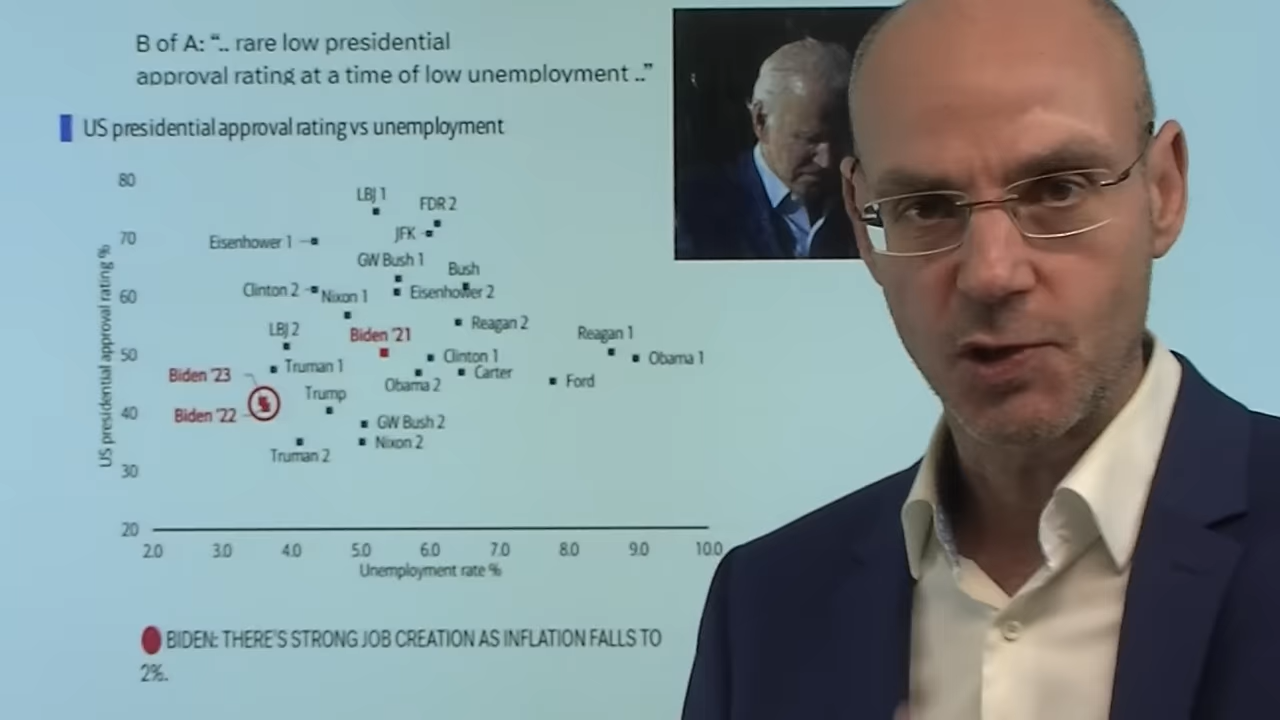 B of A: “.. rare low presidential
approval rating at a time of low unemployment ..”
US presidential approval rating vs unemployment
80
70
60
50
40
30
20
US presidential approval rating %
LBJ 1
FDR 2
JFK
Eisenhower 1
GW Bush 1
Bush
Clinton 2
Nixon 1
Eisenhower 2
LBJ 2
Biden '21
Reagan 2
Reagan 1
Truman 1
Clinton 1
Obama 1
Biden '23
Obama 2
Carter
Ford
Trump
Biden '22
GW Bush 2
Nixon 2
Truman 2
2.0 3.0 4.0 5.0 6.0 7.0 8.0 9.0 10.0
Unemployment rate %
BIDEN: THERE'S STRONG JOB CREATION AS INFLATION FALLS TO
2%.